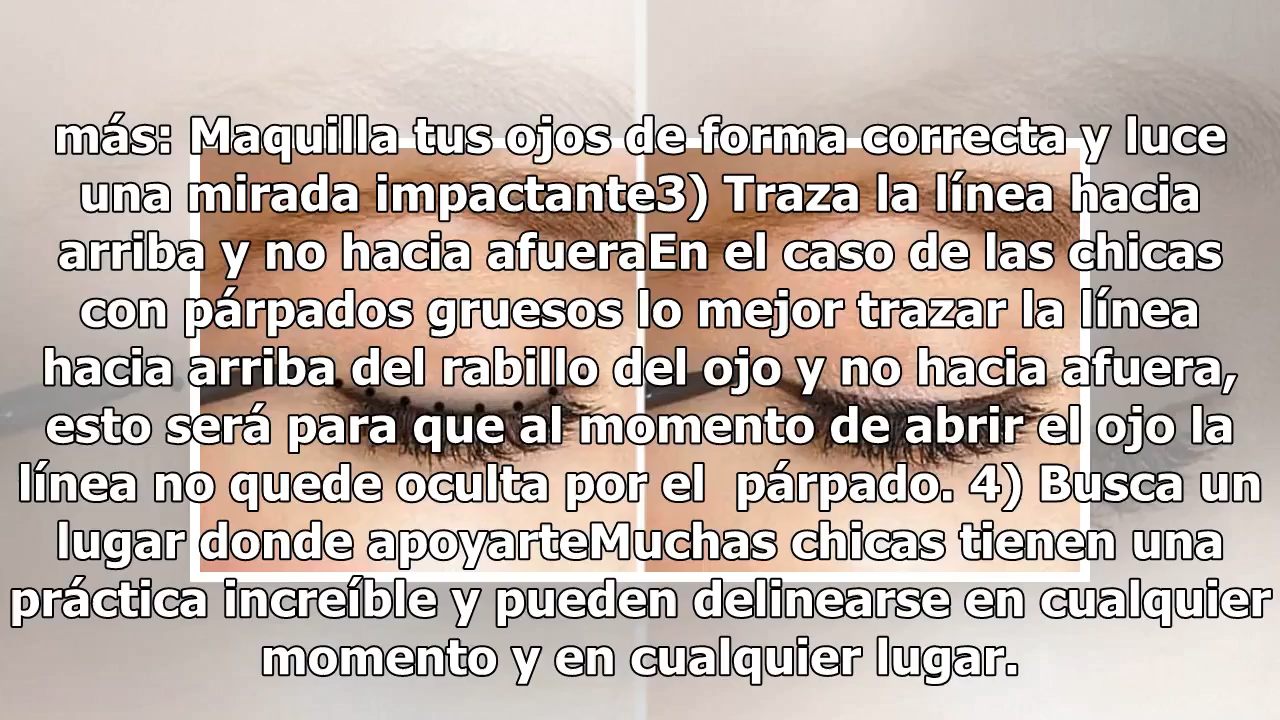 más: Maquilla tus ojos de forma correcta y luce
una mirada impactante3) Traza la línea hacia
arriba y no hacia afueraEn el caso de las chicas
con párpados gruesos lo mejor trazar la línea
hacia arriba del rabillo del ojo y no hacia afuera,
esto será para que al momento de abrir el ojo la
línea no quede oculta por el  párpado. 4) Busca un
lugar donde apoyarteMuchas chicas tienen una
práctica increíble y pueden delinearse en cualquier
momento y en cualquier lugar.